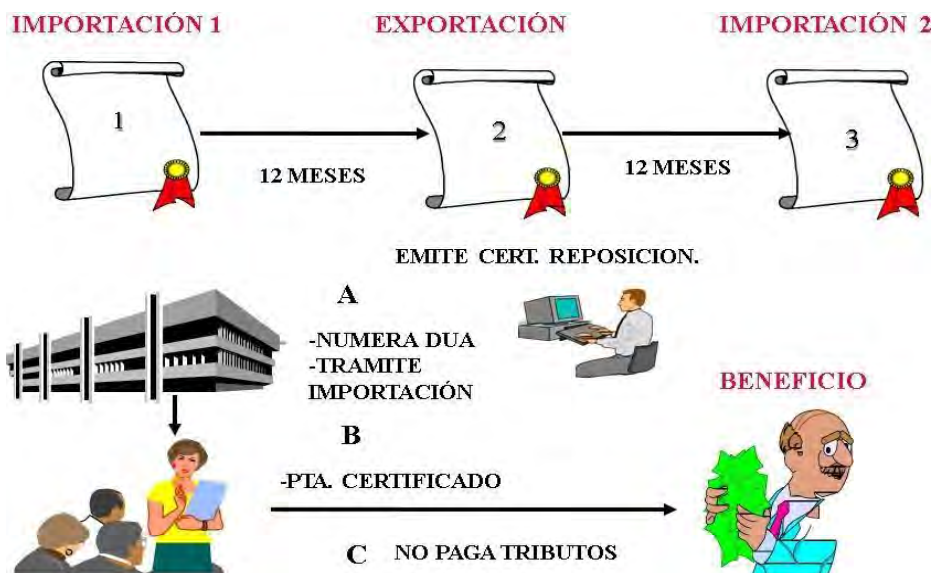 IMPORTACIÓN 1
EXPORTACIÓN
IMPORTACIÓN 2
1
2
3
12 MESES
12 MESES
EMITE CERT. REPOSICION.
A
-NUMERA DUA
-TRAMITE
IMPORTACIÓN
BENEFICIO
B
-PTA. CERTIFICADO
C NO PAGA TRIBUTOS